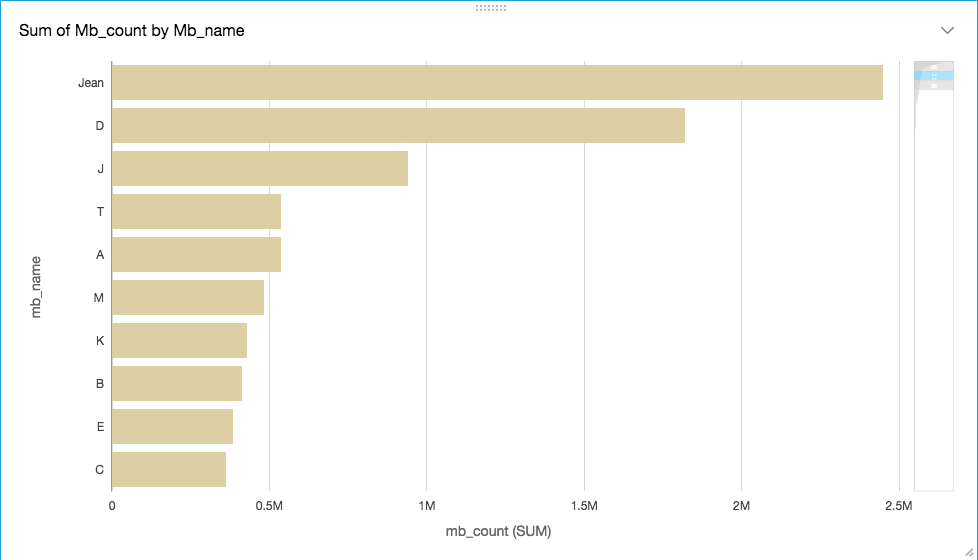 Sum of Mb_count by Mb_name
mb_name
Jean
D
J
T
A
M
K
B
E
C
0 0.5M 1M 1.5M 2M 2.5M
mb_count (SUM)